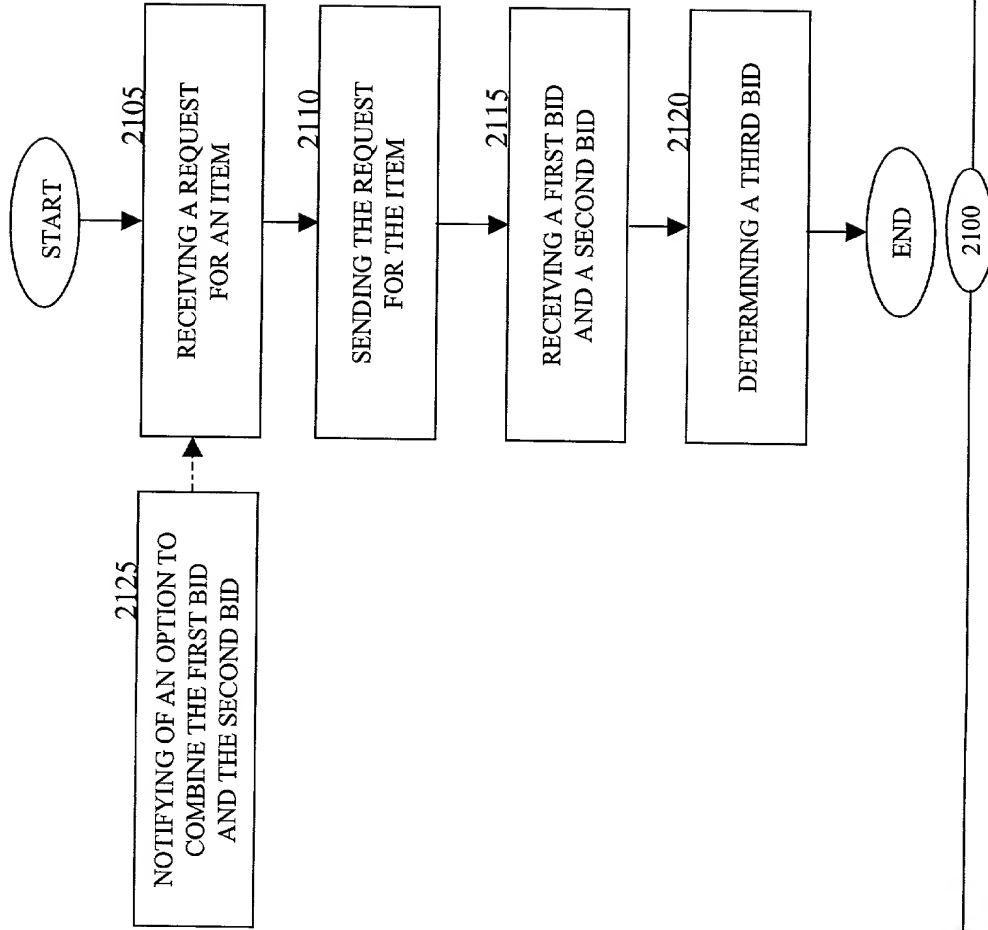 START
2105
RECEIVING A REQUEST
FOR AN ITEM
2110
SENDING THE REQUEST
FOR THE ITEM
2115
RECEIVING A FIRST BID
AND A SECOND BID
2120
DETERMINING A THIRD BID
END
2125
NOTIFYING OF AN OPTION TO
COMBINE THE FIRST BID
AND THE SECOND BID
2100